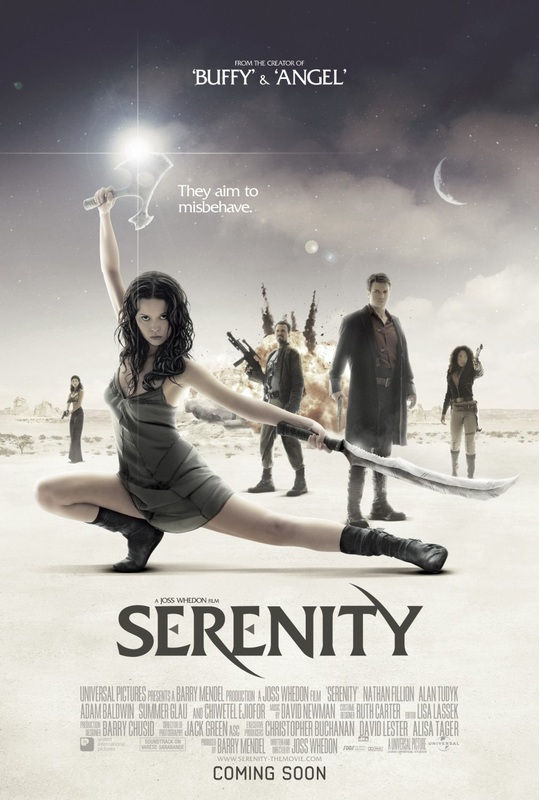 FROM THE CREATOR OF
'BUFFY' & 'ANGEL'
They aim to
misbehave.
A JOSS WHEDON FILM
SERENITY
UNIVERSAL PICTURES PRESENTS A BARRY MENDEL PRODUCTION A JOSS WHEDON FILM "SERENITY" NATHAN FILLION ALAN TUDYK
ADAM BALDWIN SUMMER GLAU AND CHIWETEL EJIOFOR MUSIC BY DAVID NEWMAN COSTUME DESIGNER RUTH CARTER EDITOR LISA LASSEK
PRODUCTION DESIGNER BARRY CHUSID DIRECTOR OF PHOTOGRAPHY JACK GREEN ASC EXECUTIVE PRODUCERS CHRISTOPHER BUCHANAN DAVID LESTER ALISA TAGER
PRODUCED BY BARRY MENDEL WRITTEN AND DIRECTED BY JOSS WHEDON
SOUNDTRACK ON VARÈSE SARABANDE
A UNIVERSAL PICTURE
UNIVERSAL
WWW.SERENITY-THEMOVIE.COM
COMING SOON